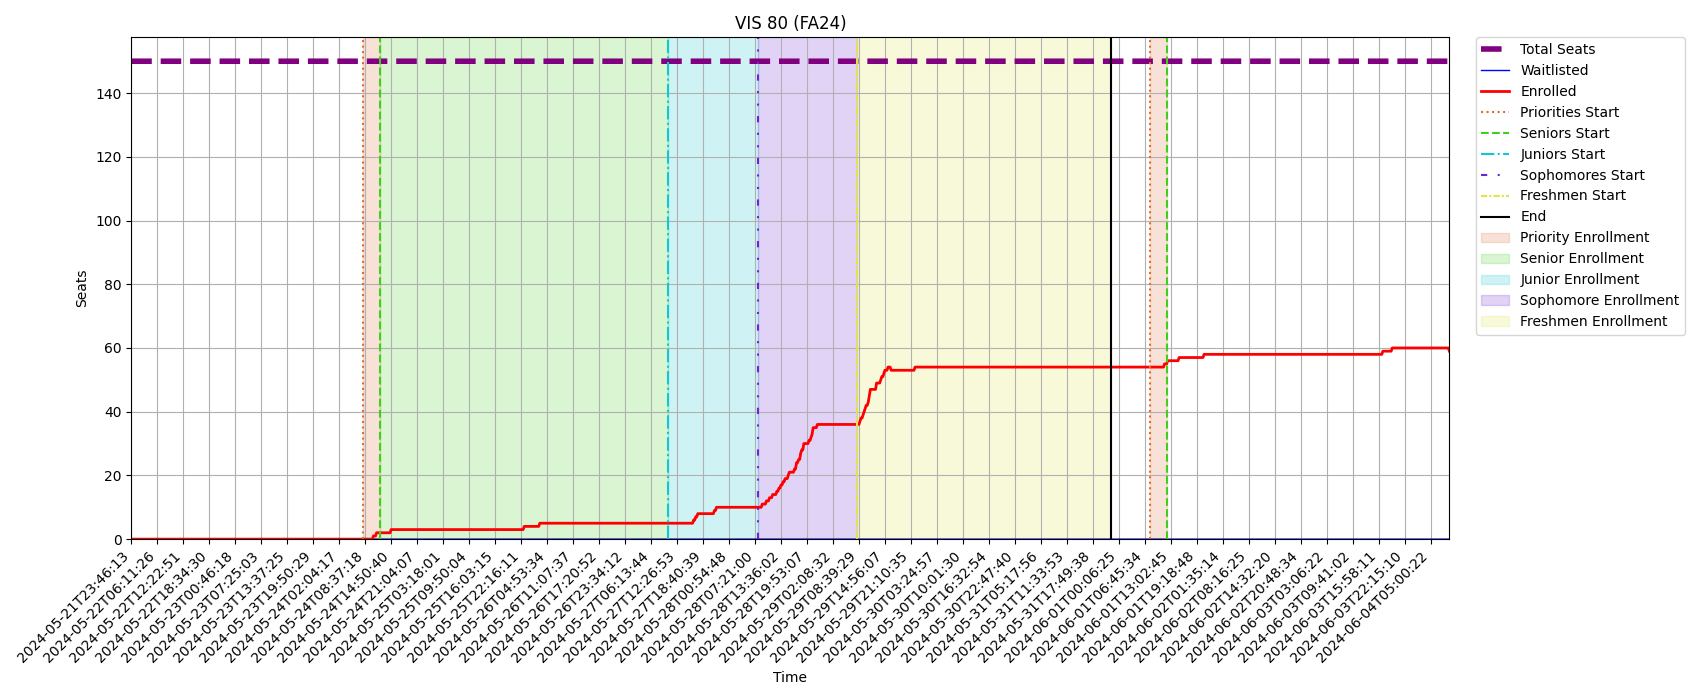 VIS 80 (FA24)
Seats
140
120
100
80
60
40
20
0
2024-05-21T23:46:13
2024-05-22T06:11:26
2024-05-22T12:22:51
2024-05-22T18:34:30
2024-05-23T00:46:18
2024-05-23T07:25:03
2024-05-23T13:37:25
2024-05-23T19:50:29
2024-05-24T02:04:17
2024-05-24T08:37:18
2024-05-24T14:50:40
2024-05-24T21:04:07
2024-05-25T03:18:01
2024-05-25T09:50:04
2024-05-25T16:03:15
2024-05-25T22:16:11
2024-05-26T04:53:34
2024-05-26T11:07:37
2024-05-26T17:20:52
2024-05-26T23:34:12
2024-05-27T06:13:44
2024-05-27T12:26:53
2024-05-27T18:40:39
2024-05-28T00:54:48
2024-05-28T07:21:00
2024-05-28T13:36:02
2024-05-28T19:53:07
2024-05-29T02:08:32
2024-05-29T08:39:29
2024-05-29T14:56:07
2024-05-29T21:10:35
2024-05-30T03:24:57
2024-05-30T10:01:30
2024-05-30T16:32:54
2024-05-30T22:47:40
2024-05-31T05:17:56
2024-05-31T11:33:53
2024-05-31T17:49:38
2024-06-01T00:06:25
2024-06-01T06:45:34
2024-06-01T13:02:45
2024-06-01T19:18:48
2024-06-02T01:35:14
2024-06-02T08:16:25
2024-06-02T14:32:20
2024-06-02T20:48:34
2024-06-03T03:06:22
2024-06-03T09:41:02
2024-06-03T15:58:11
2024-06-03T22:15:10
2024-06-04T05:00:22
Time
Total Seats
Waitlisted
Enrolled
Priorities Start
Seniors Start
Juniors Start
Sophomores Start
Freshmen Start
End
Priority Enrollment
Senior Enrollment
Junior Enrollment
Sophomore Enrollment
Freshmen Enrollment